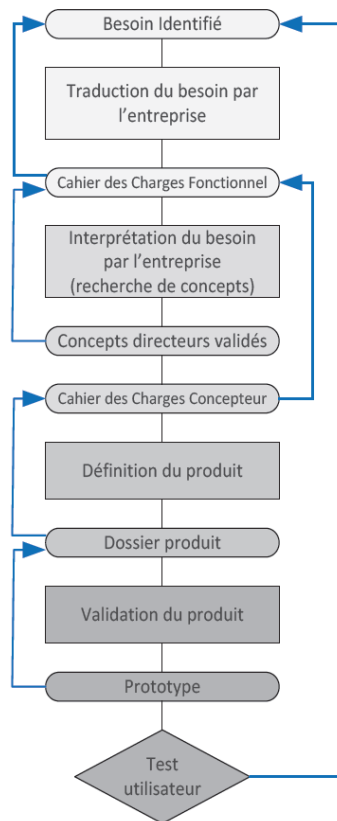 Besoin Identifié
Traduction du besoin par
l'entreprise
Cahier des Charges Fonctionnel
Interprétation du besoin
par l'entreprise
(recherche de concepts)
Concepts directeurs validés
Cahier des Charges Concepteur
Définition du produit
Dossier produit
Validation du produit
Prototype
Test
utilisateur